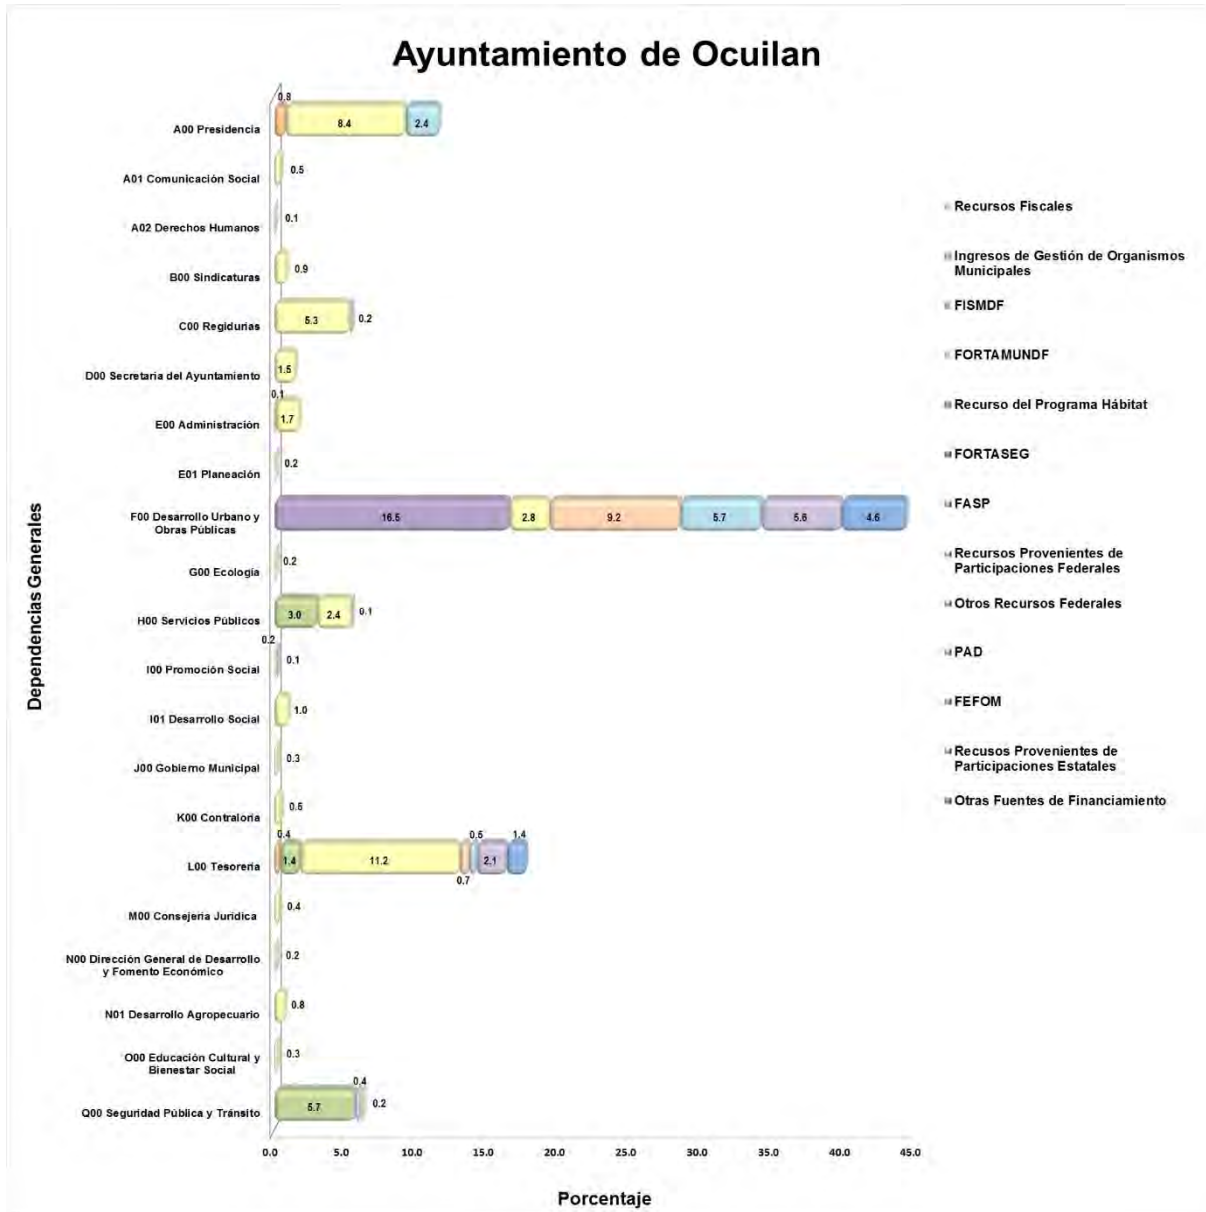 Ayuntamiento de Ocuilan
0.8
A00 Presidencia
8.4
2.4
A01 Comunicación Social
0.5
A02 Derechos Humanos
0.1
B00 Sindicaturas
0.9
C00 Regidurías
5.3
0.2
D00 Secretaria del Ayuntamiento
1.5
0.1
E00 Administración
1.7
E01 Planeación
0.2
F00 Desarrollo Urbano y
Obras Públicas
16.5
2.8
9.2
5.7
5.6
4.6
G00 Ecología
0.2
H00 Servicios Públicos
3.0
2.4
0.1
0.2
I00 Promoción Social
0.1
I01 Desarrollo Social
1.0
J00 Gobierno Municipal
0.3
K00 Contraloría
0.5
0.4
L00 Tesorería
1.4
11.2
0.7
0.5
2.1
1.4
M00 Consejería Jurídica
0.4
N00 Dirección General de Desarrollo
y Fomento Económico
0.2
N01 Desarrollo Agropecuario
0.8
O00 Educación Cultural y
Bienestar Social
0.3
Q00 Seguridad Pública y Tránsito
5.7
0.4
0.2
0.0 5.0 10.0 15.0 20.0 25.0 30.0 35.0 40.0 45.0
Porcentaje
Dependencias Generales
Recursos Fiscales
Ingresos de Gestión de Organismos
Municipales
FISMDF
FORTAMUNDF
Recurso del Programa Hábitat
FORTASEG
FASP
Recursos Provenientes de
Participaciones Federales
Otros Recursos Federales
PAD
FEFOM
Recusos Provenientes de
Participaciones Estatales
Otras Fuentes de Financiamiento